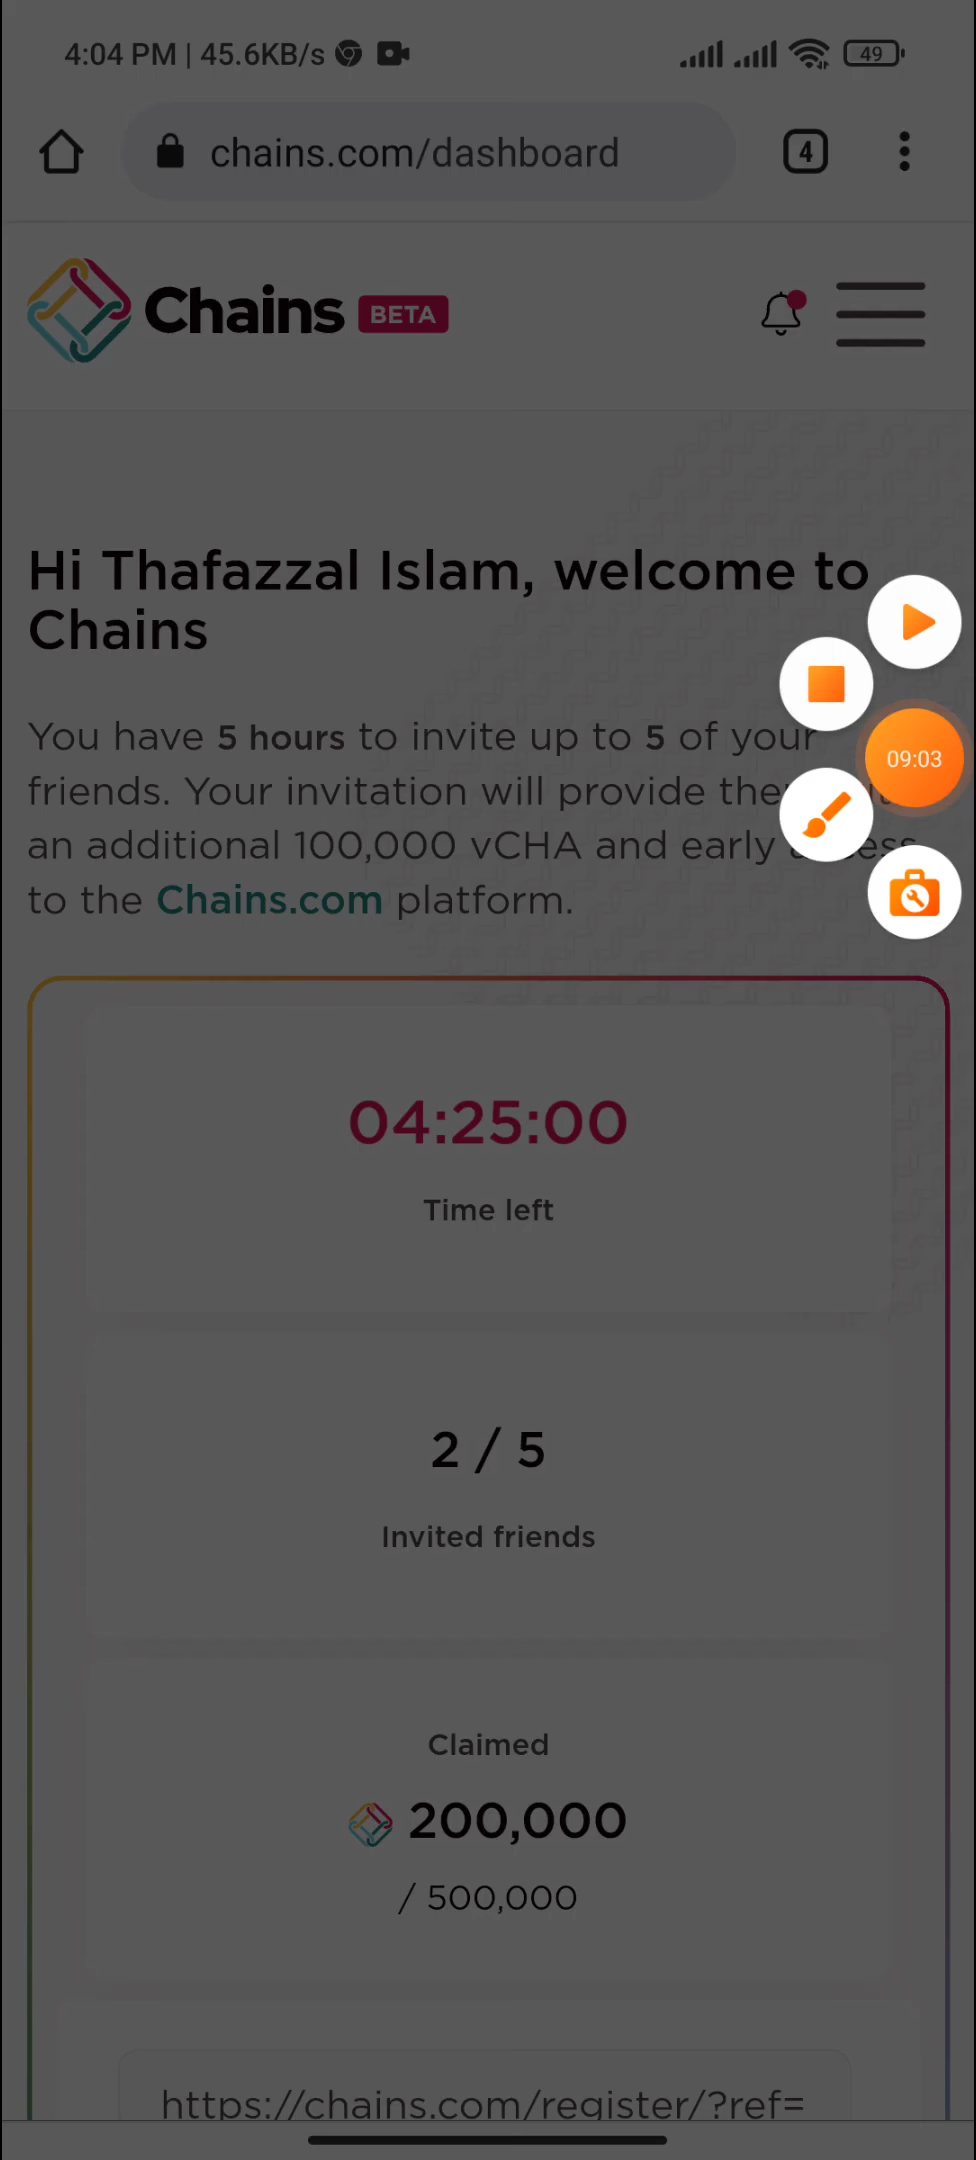 4:04 PM | 45.6KB/s
49
chains.com/dashboard
4
Chains BETA
Hi Thafazzal Islam, welcome to
Chains
You have 5 hours to invite up to 5 of your
friends. Your invitation will provide
an additional 100,000 vCHA and early
to the Chains.com platform.
09:03
04:25:00
Time left
2 / 5
Invited friends
Claimed
200,000
/ 500,000
https://chains.com/register/?ref=